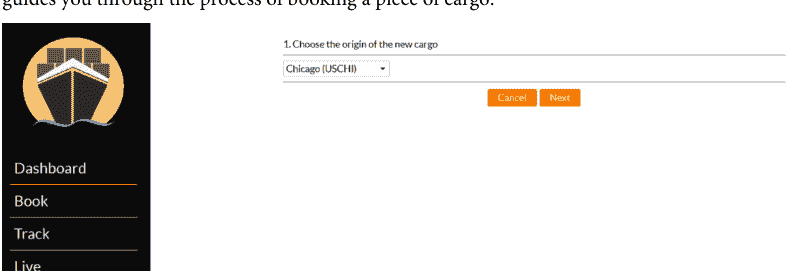 guides you through the process of booking a piece of cargo.
1. Choose the origin of the new cargo
Chicago (USCHI)
Cancel Next
Dashboard
Book
Track
Live